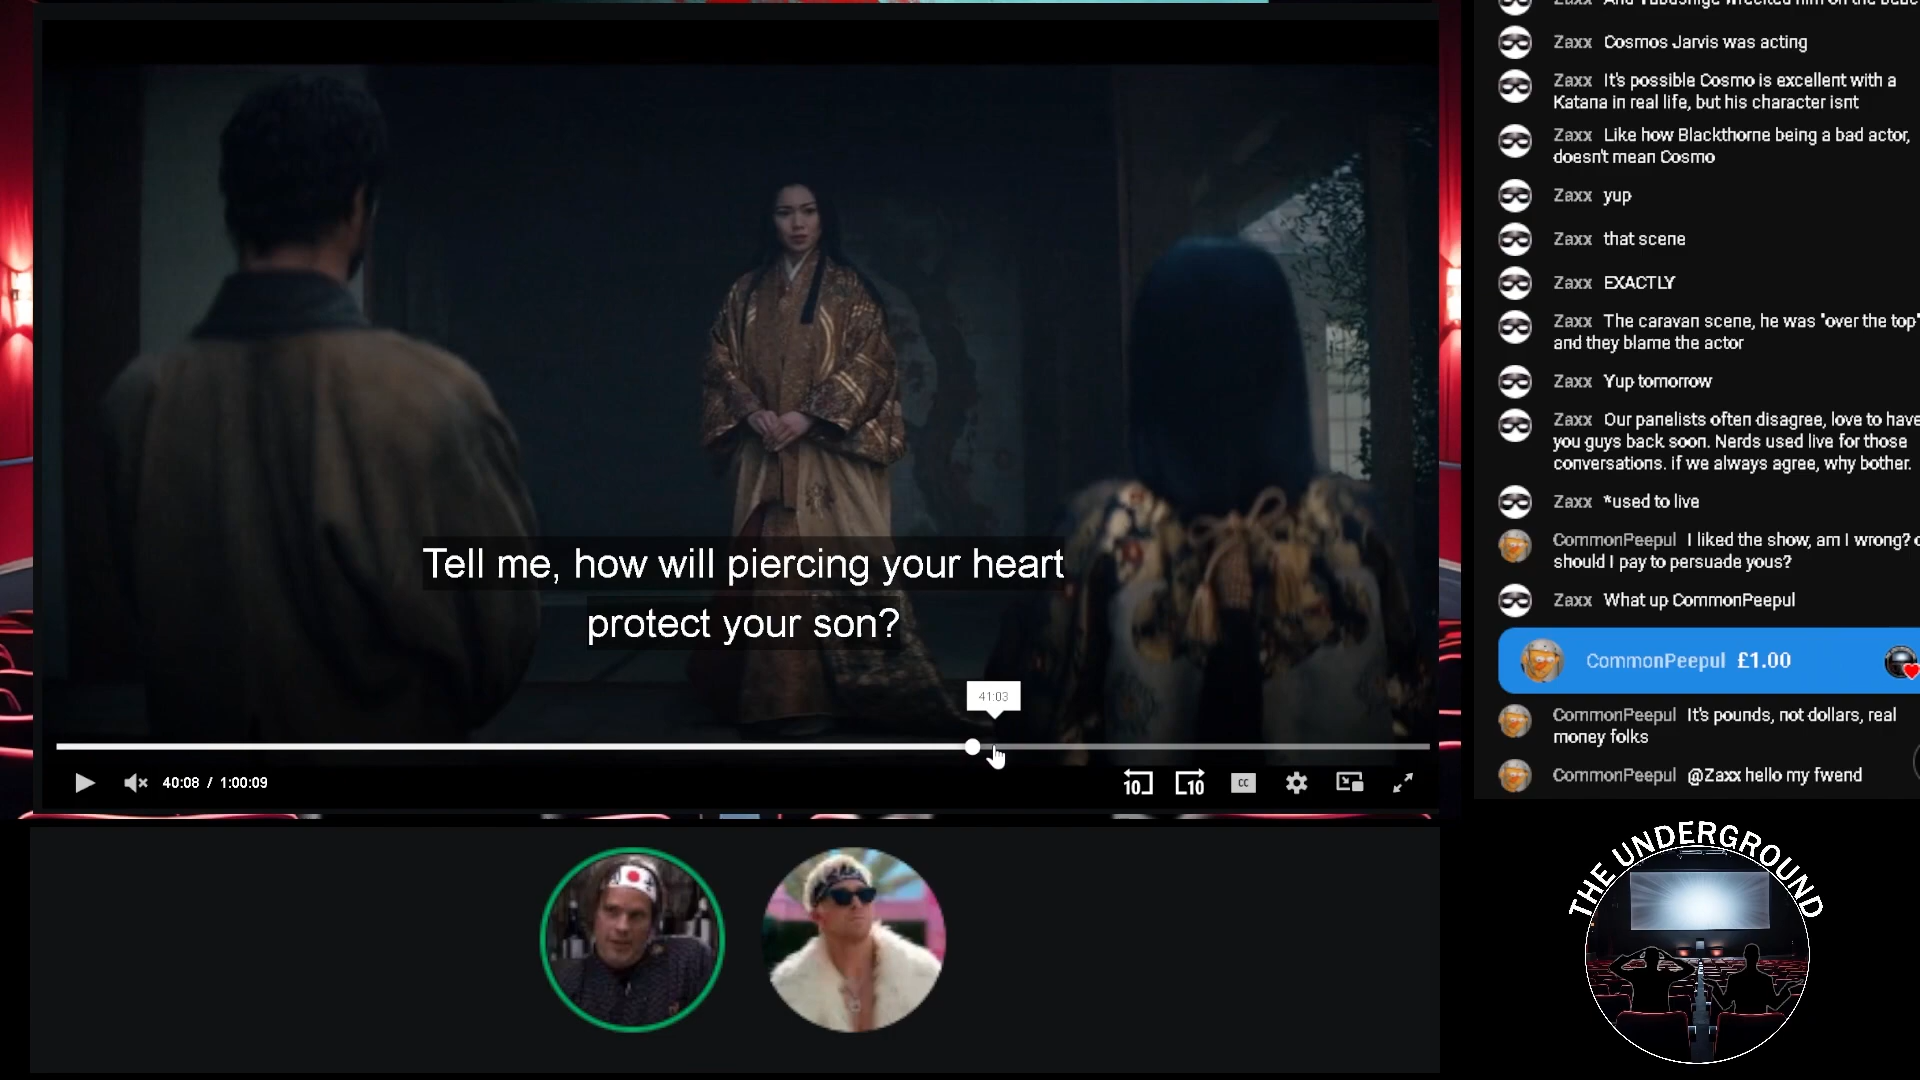 Tell me, how will piercing your heart
protect your son?
41:03
40:08 / 1:00:09
10
10
CC
Zaxx Cosmos Jarvis was acting
Zaxx It's possible Cosmo is excellent with a
Katana in real life, but his character isnt
Zaxx Like how Blackthorne being a bad actor,
doesn't mean Cosmo
Zaxx yup
Zaxx that scene
Zaxx EXACTLY
Zaxx The caravan scene, he was "over the top"
and they blame the actor
Zaxx Yup tomorrow
Zaxx Our panelists often disagree, love to have
you guys back soon. Nerds used live for those
conversations. if we always agree, why bother.
Zaxx *used to live
CommonPeepul I liked the show, am I wrong?
should I pay to persuade yous?
Zaxx What up CommonPeepul
CommonPeepul £1.00
CommonPeepul It's pounds, not dollars, real
money folks
CommonPeepul @Zaxx hello my fwend
THE UNDERGROUND